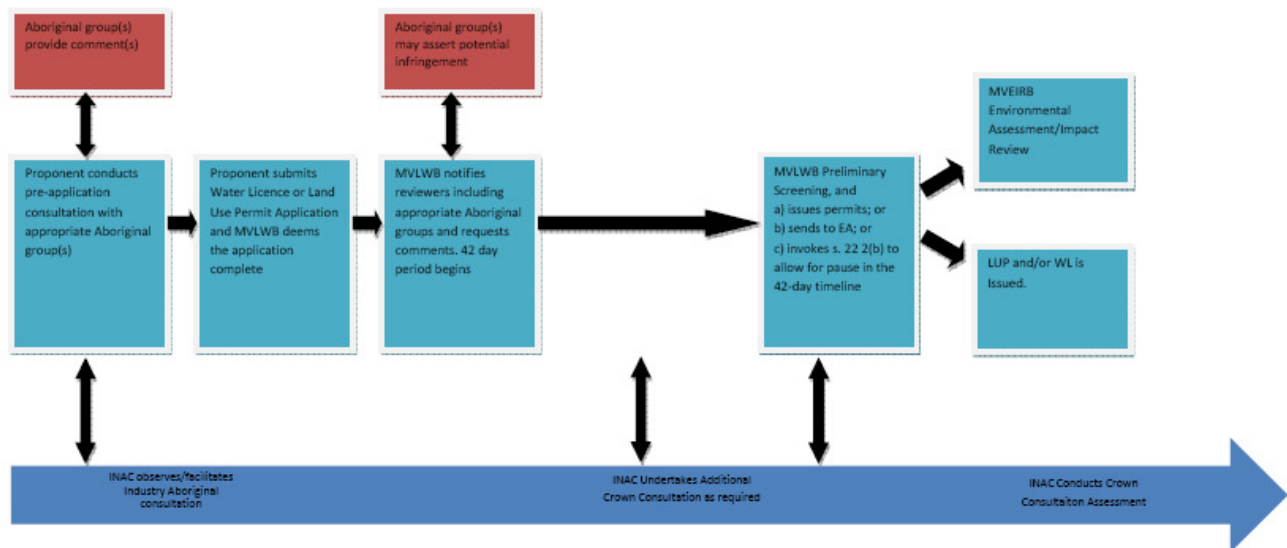 Aboriginal group(s)
provide comment(s)
Aboriginal group(s)
may assert potential
infringement
MVEIRB
Environmental
Assessment/Impact
Review
Proponent conducts
pre-application
consultation with
appropriate Aboriginal
group(s)
Proponent submits
Water Licence or Land
Use Permit Application
and MVLWB deems
the application
complete
MVLWB notifies
reviewers including
appropriate Aboriginal
groups and requests
comments. 42 day
period begins
MVLWB Preliminary
Screening, and
a) issues permits; or
b) sends to EA; or
c) invokes s. 22 2(b) to
allow for pause in the
42-day timeline
LUP and/or WL is
Issued.
INAC observes/facilitates
Industry Aboriginal
consultation
INAC Undertakes Additional
Crown Consultation as required
INAC Conducts Crown
Consultaiton Assessment